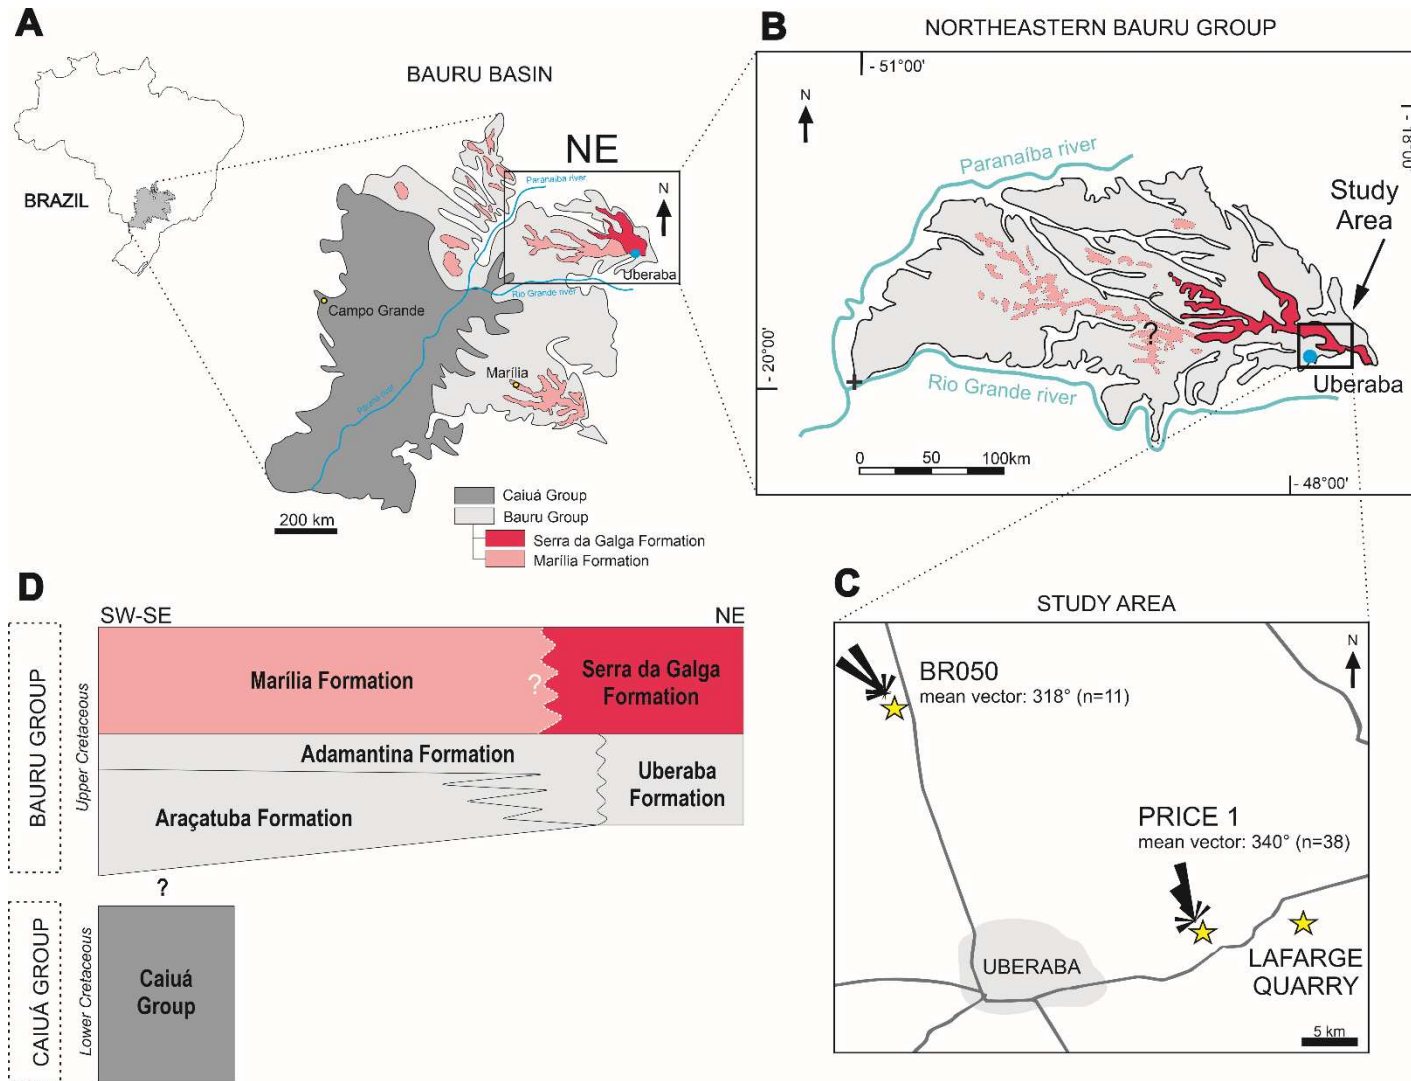 A
BAURU BASIN
BRAZIL
NE
Paranaíba river
N
Uberaba
Rio Grande river
Campo Grande
Paraná river
Marília
200 km
Caiuá Group
Bauru Group
Serra da Galga Formation
Marília Formation
B
NORTHEASTERN BAURU GROUP
- 51°00'
- 18°00'
N
Paranaíba river
Study
Area
- 20°00'
?
Rio Grande river
Uberaba
0 50 100km
- 48°00'
C
STUDY AREA
N
BR050
mean vector: 318° (n=11)
PRICE 1
mean vector: 340° (n=38)
UBERABA
LAFARGE
QUARRY
5 km
D
SW-SE
NE
BAURU GROUP
Upper Cretaceous
Marília Formation
?
Serra da Galga
Formation
Adamantina Formation
Uberaba
Formation
Araçatuba Formation
?
CAIUÁ GROUP
Lower Cretaceous
Caiuá
Group